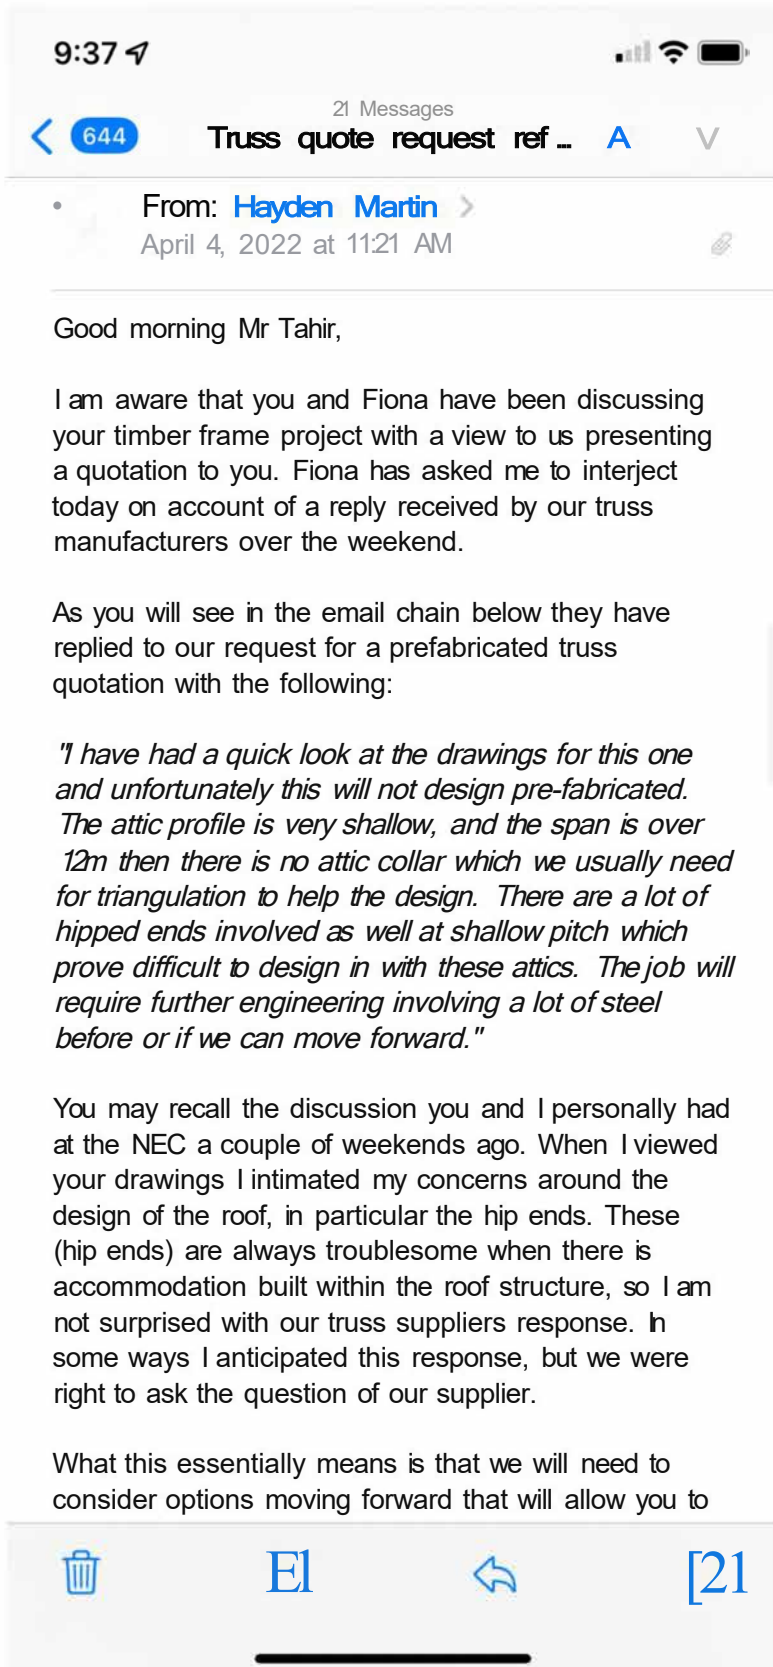 9:37
21 Messages
644
Truss quote request ref ... A V
From: Hayden Martin
April 4, 2022 at 11:21 AM
Good morning Mr Tahir,
I am aware that you and Fiona have been discussing
your timber frame project with a view to us presenting
a quotation to you. Fiona has asked me to interject
today on account of a reply received by our truss
manufacturers over the weekend.
As you will see in the email chain below they have
replied to our request for a prefabricated truss
quotation with the following:
"I have had a quick look at the drawings for this one
and unfortunately this will not design pre-fabricated.
The attic profile is very shallow, and the span is over
12m then there is no attic collar which we usually need
for triangulation to help the design. There are a lot of
hipped ends involved as well at shallow pitch which
prove difficult to design in with these attics. The job will
require further engineering involving a lot of steel
before or if we can move forward."
You may recall the discussion you and I personally had
at the NEC a couple of weekends ago. When I viewed
your drawings I intimated my concerns around the
design of the roof, in particular the hip ends. These
(hip ends) are always troublesome when there is
accommodation built within the roof structure, so I am
not surprised with our truss suppliers response. In
some ways I anticipated this response, but we were
right to ask the question of our supplier.
What this essentially means is that we will need to
consider options moving forward that will allow you to
El [21